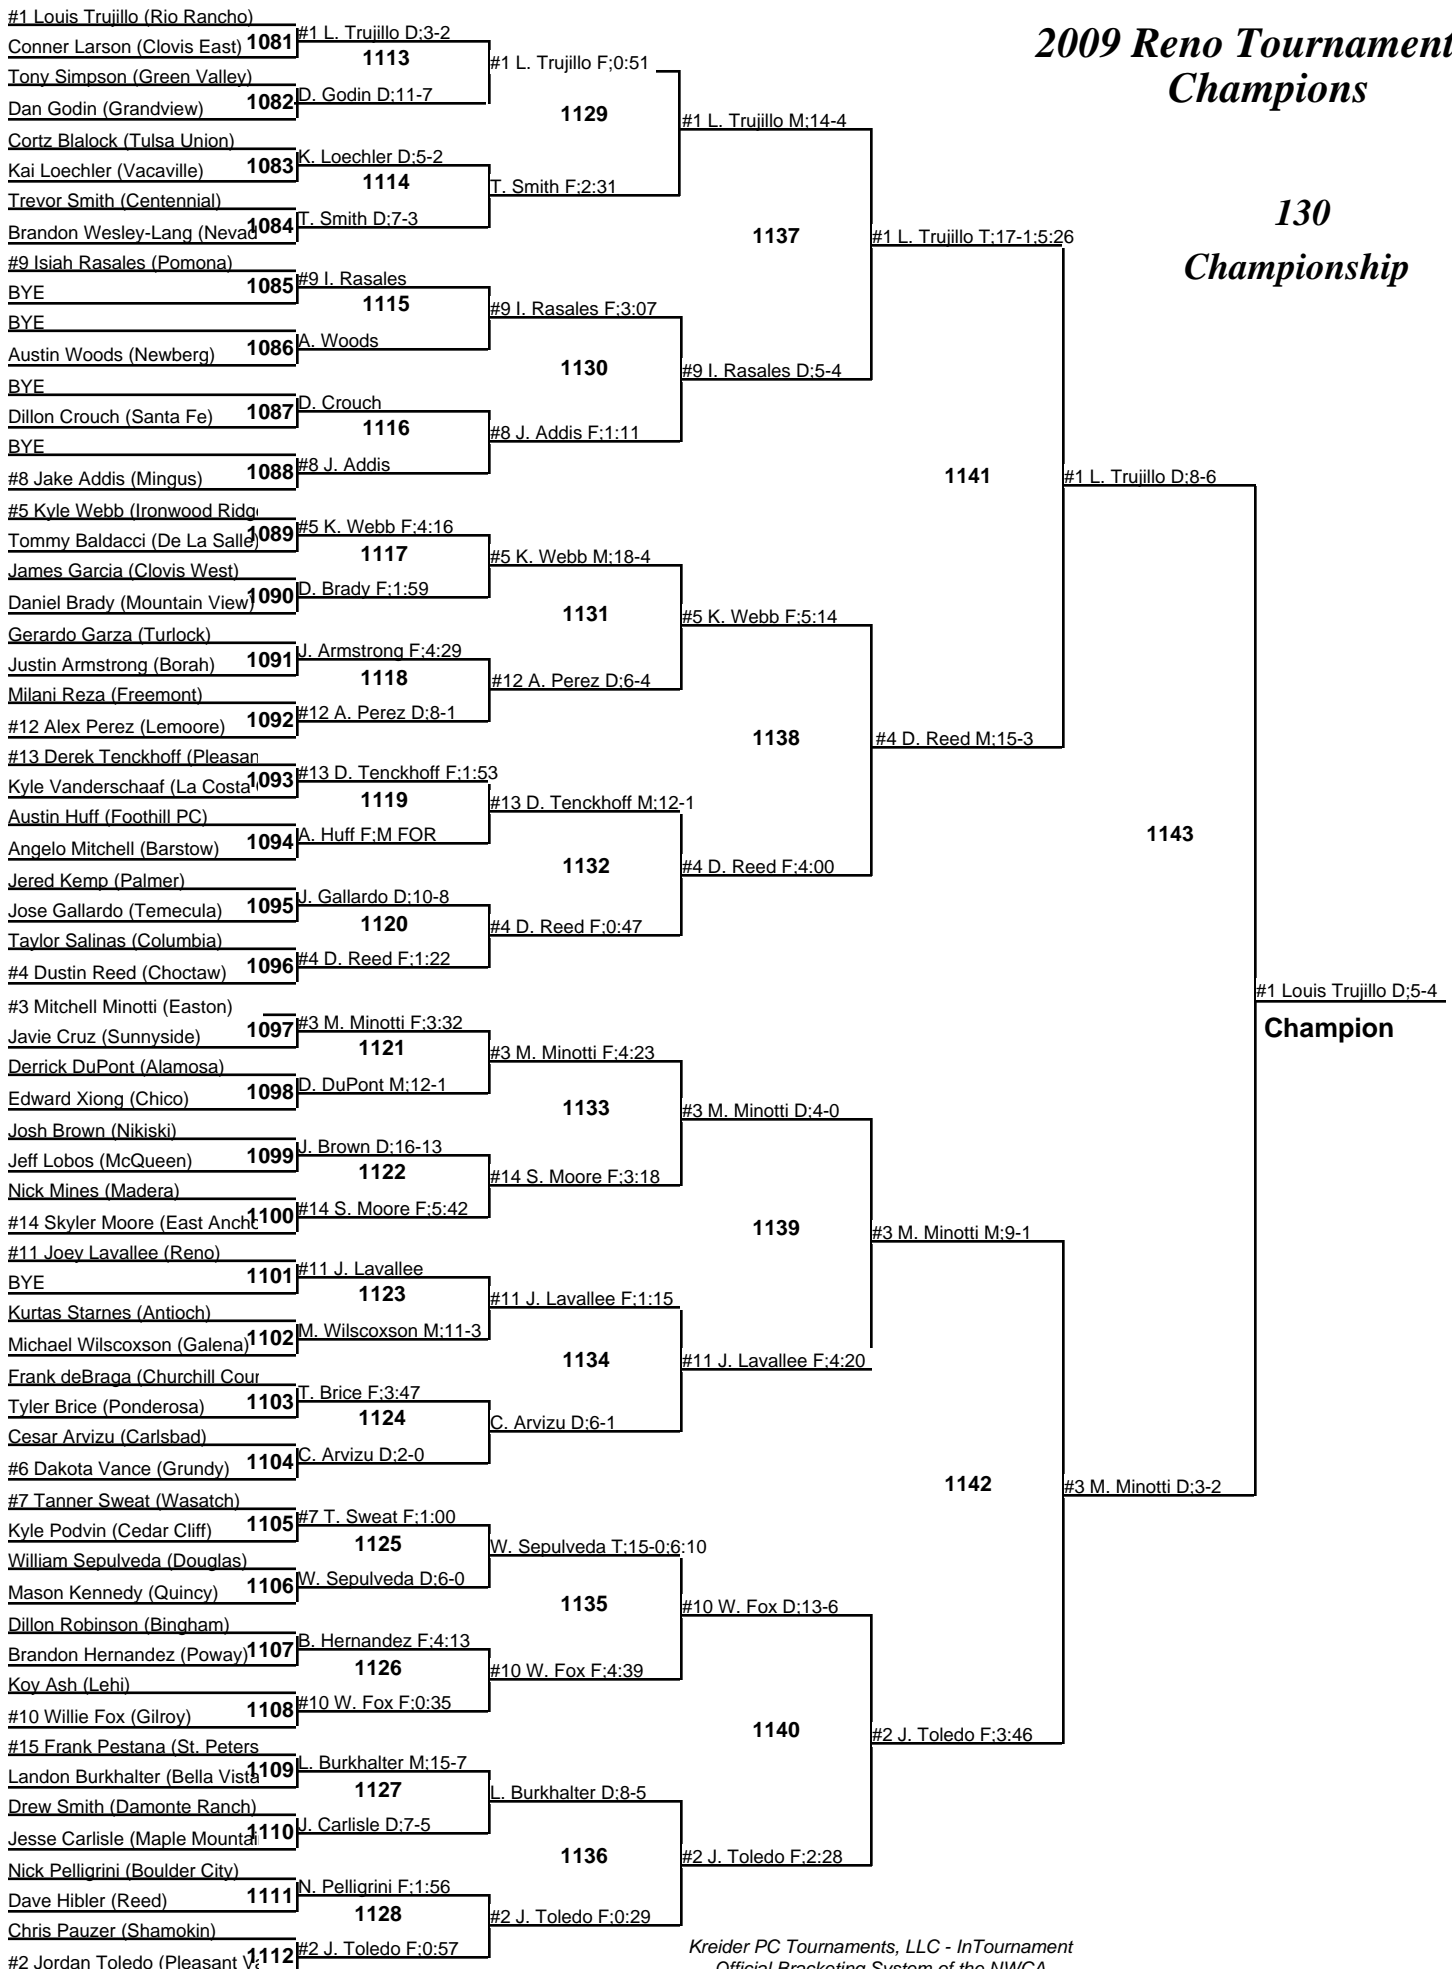 2009 Reno Tournament
Champions
130
Championship
#1 Louis Trujillo (Rio Rancho)
Conner Larson (Clovis East) 1081
Tony Simpson (Green Valley)
Dan Godin (Grandview) 1082
Cortz Blalock (Tulsa Union)
Kai Loechler (Vacaville) 1083
Trevor Smith (Centennial)
Brandon Wesley-Lang (Nevad 1084
#9 Isiah Rasales (Pomona)
BYE 1085
BYE
Austin Woods (Newberg) 1086
BYE
Dillon Crouch (Santa Fe) 1087
BYE
#8 Jake Addis (Mingus) 1088
#5 Kyle Webb (Ironwood Ridg
Tommy Baldacci (De La Salle) 1089
James Garcia (Clovis West)
Daniel Brady (Mountain View) 1090
Gerardo Garza (Turlock)
Justin Armstrong (Borah) 1091
Milani Reza (Freemont)
#12 Alex Perez (Lemoore) 1092
#13 Derek Tenckhoff (Pleasan
Kyle Vanderschaaf (La Costa 1093
Austin Huff (Foothill PC)
Angelo Mitchell (Barstow) 1094
Jered Kemp (Palmer)
Jose Gallardo (Temecula) 1095
Taylor Salinas (Columbia)
#4 Dustin Reed (Choctaw) 1096
#3 Mitchell Minotti (Easton)
Javie Cruz (Sunnyside) 1097
Derrick DuPont (Alamosa)
Edward Xiong (Chico) 1098
Josh Brown (Nikiski)
Jeff Lobos (McQueen) 1099
Nick Mines (Madera)
#14 Skyler Moore (East Ancho 1100
#11 Joey Lavallee (Reno)
BYE 1101
Kurtas Starnes (Antioch)
Michael Wilscoxson (Galena) 1102
Frank deBraga (Churchill Cour
Tyler Brice (Ponderosa) 1103
Cesar Arvizu (Carlsbad)
#6 Dakota Vance (Grundy) 1104
#7 Tanner Sweat (Wasatch)
Kyle Podvin (Cedar Cliff) 1105
William Sepulveda (Douglas)
Mason Kennedy (Quincy) 1106
Dillon Robinson (Bingham)
Brandon Hernandez (Poway) 1107
Koy Ash (Lehi)
#10 Willie Fox (Gilroy) 1108
#15 Frank Pestana (St. Peters
Landon Burkhalter (Bella Vista 1109
Drew Smith (Damonte Ranch)
Jesse Carlisle (Maple Mountai 1110
Nick Pelligrini (Boulder City)
Dave Hibler (Reed) 1111
Chris Pauzer (Shamokin)
#2 Jordan Toledo (Pleasant Va 1112
#1 L. Trujillo D;3-2
1113
D. Godin D;11-7
K. Loechler D;5-2
1114
T. Smith D;7-3
#9 I. Rasales
1115
A. Woods
D. Crouch
1116
#8 J. Addis
#5 K. Webb F;4:16
1117
D. Brady F;1:59
J. Armstrong F;4:29
1118
#12 A. Perez D;8-1
#13 D. Tenckhoff F;1:53
1119
A. Huff F;M FOR
J. Gallardo D;10-8
1120
#4 D. Reed F;1:22
#3 M. Minotti F;3:32
1121
D. DuPont M;12-1
J. Brown D;16-13
1122
#14 S. Moore F;5:42
#11 J. Lavallee
1123
M. Wilscoxson M;11-3
T. Brice F;3:47
1124
C. Arvizu D;2-0
#7 T. Sweat F;1:00
1125
W. Sepulveda D;6-0
B. Hernandez F;4:13
1126
#10 W. Fox F;0:35
L. Burkhalter M;15-7
1127
J. Carlisle D;7-5
N. Pelligrini F;1:56
1128
#2 J. Toledo F;0:57
#1 L. Trujillo F;0:51
1129
T. Smith F;2:31
#9 I. Rasales F;3:07
1130
#8 J. Addis F;1:11
#5 K. Webb M;18-4
1131
#12 A. Perez D;6-4
#13 D. Tenckhoff M;12-1
1132
#4 D. Reed F;0:47
#3 M. Minotti F;4:23
1133
#14 S. Moore F;3:18
#11 J. Lavallee F;1:15
1134
C. Arvizu D;6-1
W. Sepulveda T;15-0;6:10
1135
#10 W. Fox F;4:39
L. Burkhalter D;8-5
1136
#2 J. Toledo F;0:29
#1 L. Trujillo M;14-4
1137
#9 I. Rasales D;5-4
#5 K. Webb F;5:14
1138
#4 D. Reed F;4:00
#3 M. Minotti D;4-0
1139
#11 J. Lavallee F;4:20
#10 W. Fox D;13-6
1140
#2 J. Toledo F;2:28
#1 L. Trujillo T;17-1;5:26
1141
#4 D. Reed M;15-3
#3 M. Minotti M;9-1
1142
#2 J. Toledo F;3:46
#1 L. Trujillo D;8-6
1143
#3 M. Minotti D;3-2
#1 Louis Trujillo D;5-4
Champion
Kreider PC Tournaments, LLC - InTournament
Official Bracketing System of the NWCA